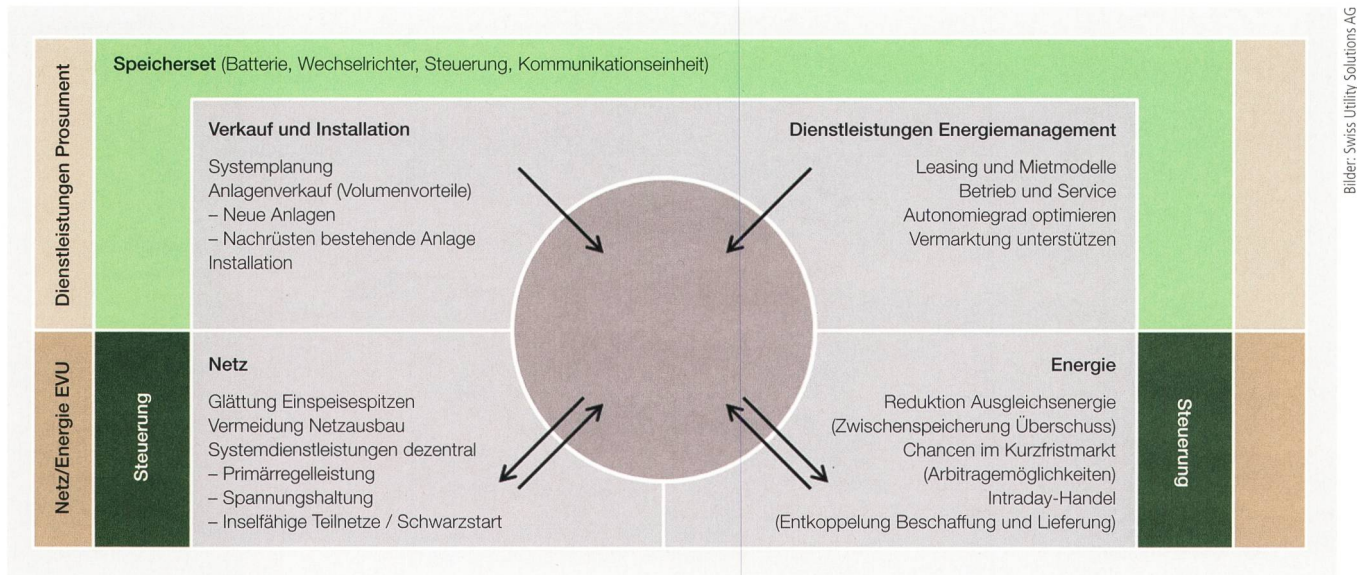 Speicherset (Batterie, Wechselrichter, Steuerung, Kommunikationseinheit)
Dienstleistungen Prosument
Verkauf und Installation
Systemplanung
Anlagenverkauf (Volumenvorteile)
– Neue Anlagen
– Nachrüsten bestehende Anlage
Installation
Dienstleistungen Energiemanagement
Leasing und Mietmodelle
Betrieb und Service
Autonomiegrad optimieren
Vermarktung unterstützen
Netz/Energie EVU
Steuerung
Netz
Glättung Einspeisespitzen
Vermeidung Netzausbau
Systemdienstleistungen dezentral
– Primärregelleistung
– Spannungshaltung
– Inselfähige Teilnetze / Schwarzstart
Energie
Reduktion Ausgleichsenergie
(Zwischenspeicherung Überschuss)
Chancen im Kurzfristmarkt
(Arbitragemöglichkeiten)
Intraday-Handel
(Entkoppelung Beschaffung und Lieferung)
Steuerung
Bilder: Swiss Utility Solutions AG